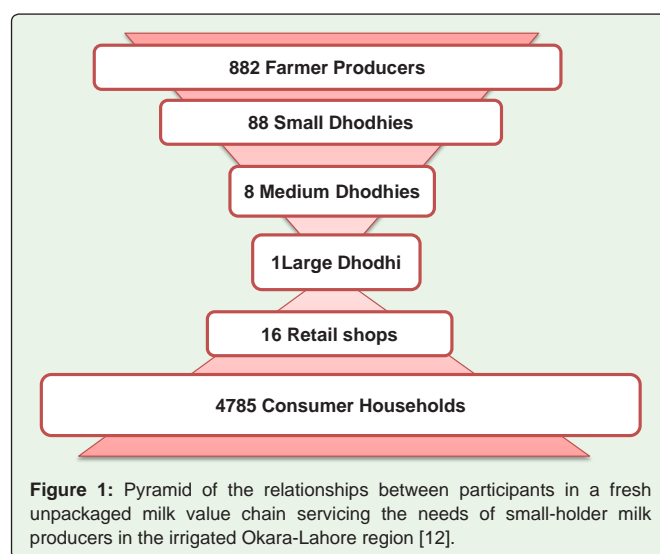 882 Farmer Producers
88 Small Dhodhies
8 Medium Dhodhies
1Large Dhodhi
16 Retail shops
4785 Consumer Households
Figure 1: Pyramid of the relationships between participants in a fresh
unpackaged milk value chain servicing the needs of small-holder milk
producers in the irrigated Okara-Lahore region [12].